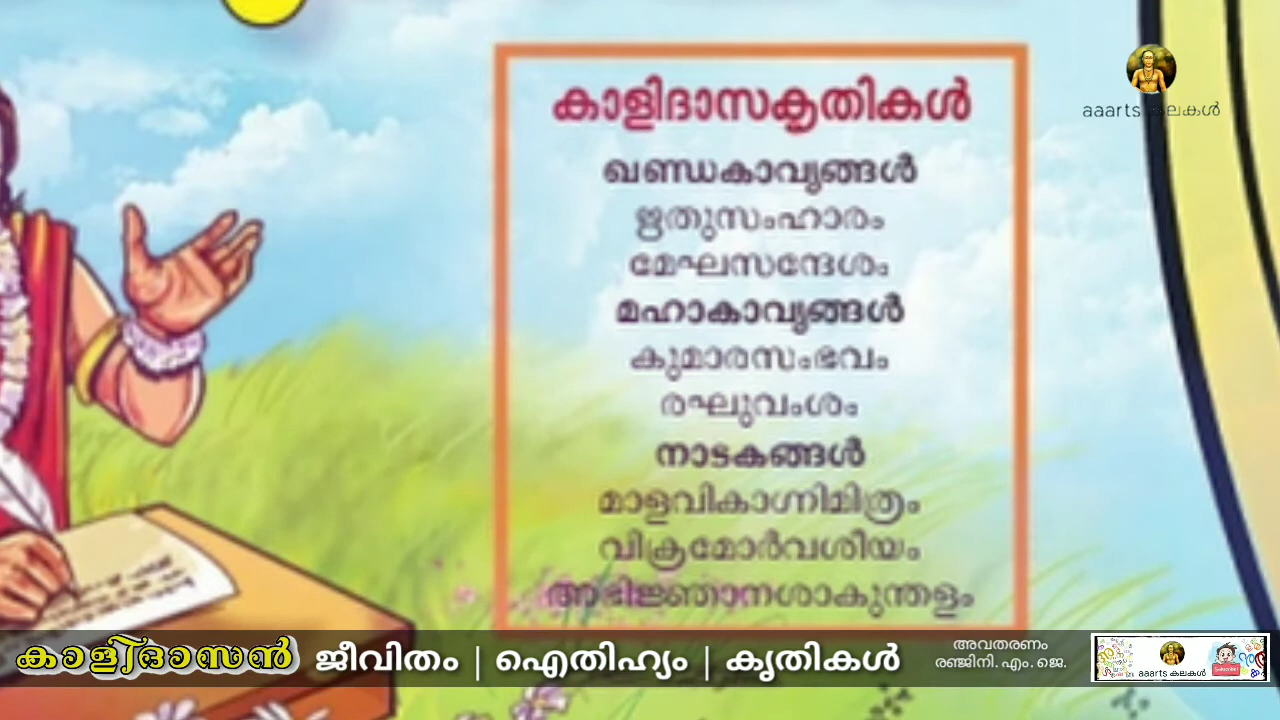 കാളിദാസകൃതികൾ
ഖണ്ഡകാവ്യങ്ങൾ
ഋതുസംഹാരം
മേഘസന്ദേശം
മഹാകാവ്യങ്ങൾ
കുമാരസംഭവം
രഘുവംശം
നാടകങ്ങൾ
മാളവികാഗ്നിമിത്രം
വിക്രമോർവശീയം
അഭിജ്ഞാനശാകുന്തളം
aaarts കലകൾ
കാളിദാസൻ ജീവിതം | ഐതിഹ്യം | കൃതികൾ
അവതരണം
രഞ്ജിനി. എം. ജെ.
aaarts കലകൾ